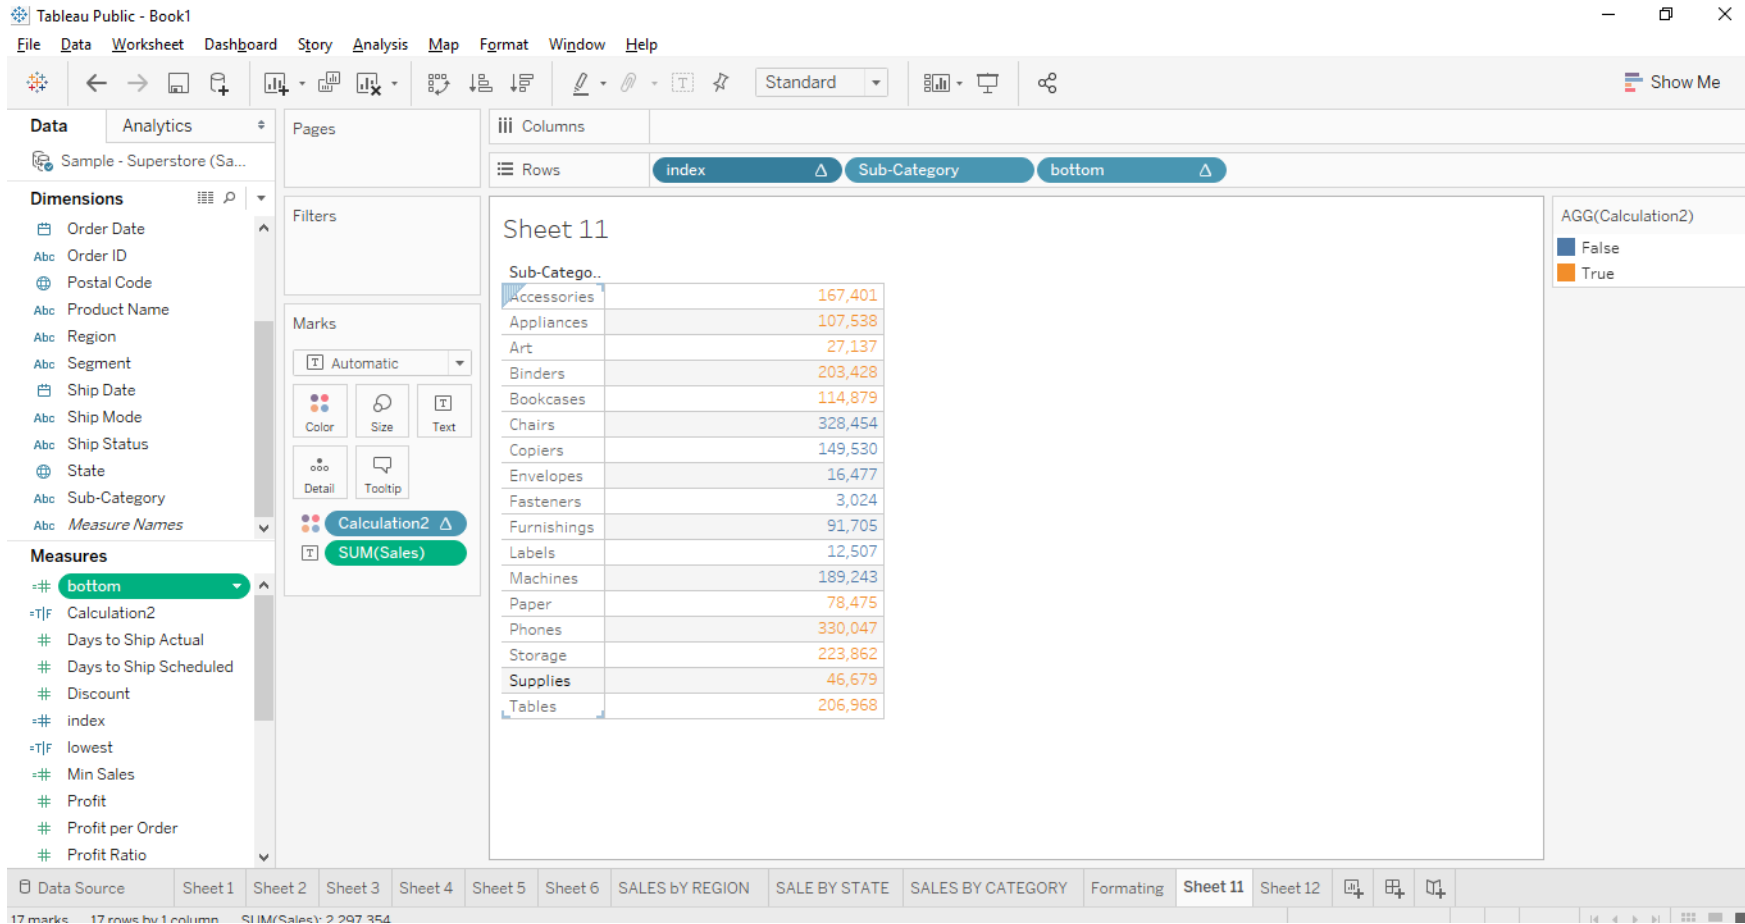 Tableau Public - Book1
File Data Worksheet Dashboard Story Analysis Map Format Window Help
Standard
Show Me
Data Analytics
Sample - Superstore (Sa...
Dimensions
Order Date
Abc Order ID
Postal Code
Abc Product Name
Abc Region
Abc Segment
Ship Date
Abc Ship Mode
Abc Ship Status
State
Abc Sub-Category
Abc Measure Names
Measures
=# bottom
=T|F Calculation2
# Days to Ship Actual
# Days to Ship Scheduled
# Discount
=# index
=T|F lowest
=# Min Sales
# Profit
# Profit per Order
# Profit Ratio
Pages
Filters
Marks
T Automatic
Color Size Text
Detail Tooltip
Calculation2 Δ
T SUM(Sales)
Columns
Rows index Δ Sub-Category bottom Δ
Sheet 11
Sub-Catego..
Accessories 167,401
Appliances 107,538
Art 27,137
Binders 203,428
Bookcases 114,879
Chairs 328,454
Copiers 149,530
Envelopes 16,477
Fasteners 3,024
Furnishings 91,705
Labels 12,507
Machines 189,243
Paper 78,475
Phones 330,047
Storage 223,862
Supplies 46,679
Tables 206,968
AGG(Calculation2)
False
True
Data Source Sheet 1 Sheet 2 Sheet 3 Sheet 4 Sheet 5 Sheet 6 SALES bY REGION SALE BY STATE SALES BY CATEGORY Formating Sheet 11 Sheet 12
17 marks 17 rows by 1 column SUM(Sales): 2,297,354